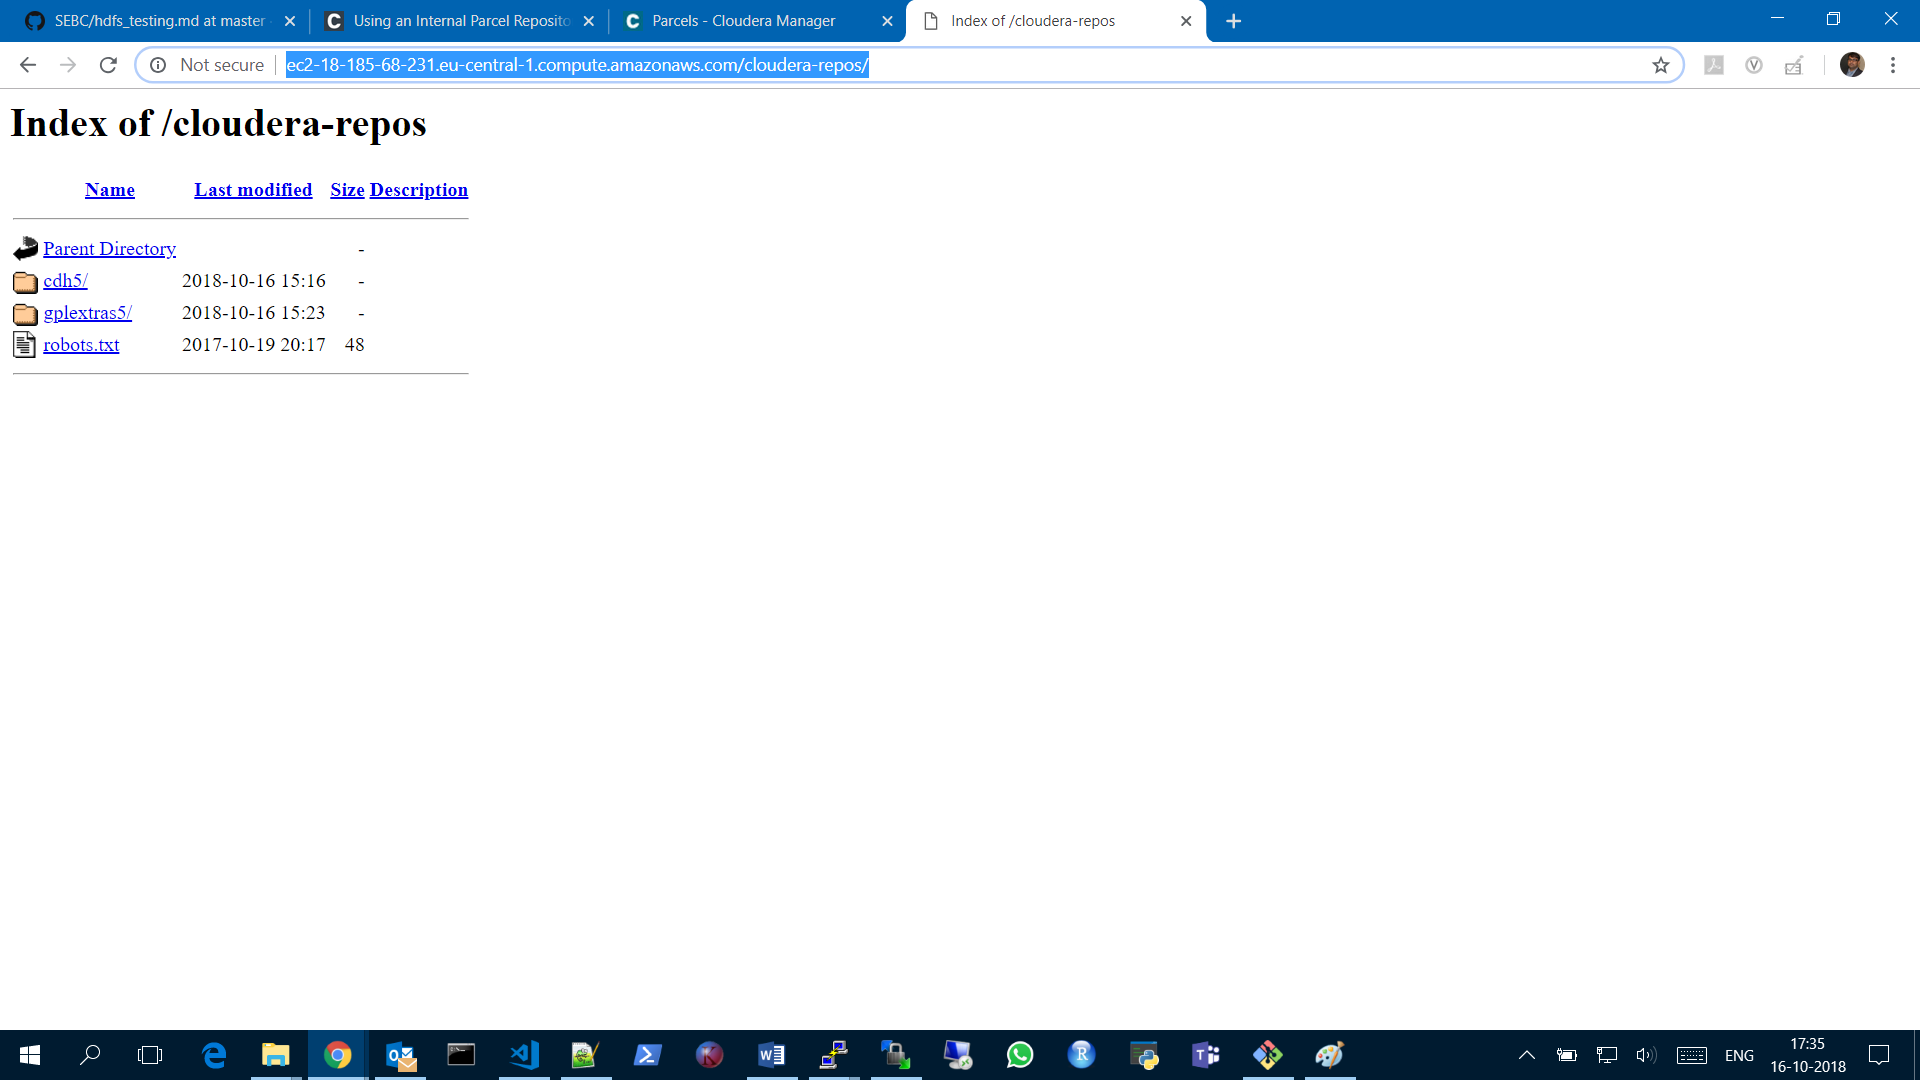 SEBC/hdfs_testing.md at master
Using an Internal Parcel Reposito
Parcels - Cloudera Manager
Index of /cloudera-repos
Not secure
ec2-18-185-68-231.eu-central-1.compute.amazonaws.com/cloudera-repos/
Index of /cloudera-repos
Name Last modified Size Description
Parent Directory -
cdh5/ 2018-10-16 15:16 -
gplextras5/ 2018-10-16 15:23 -
robots.txt 2017-10-19 20:17 48
ENG
17:35
16-10-2018